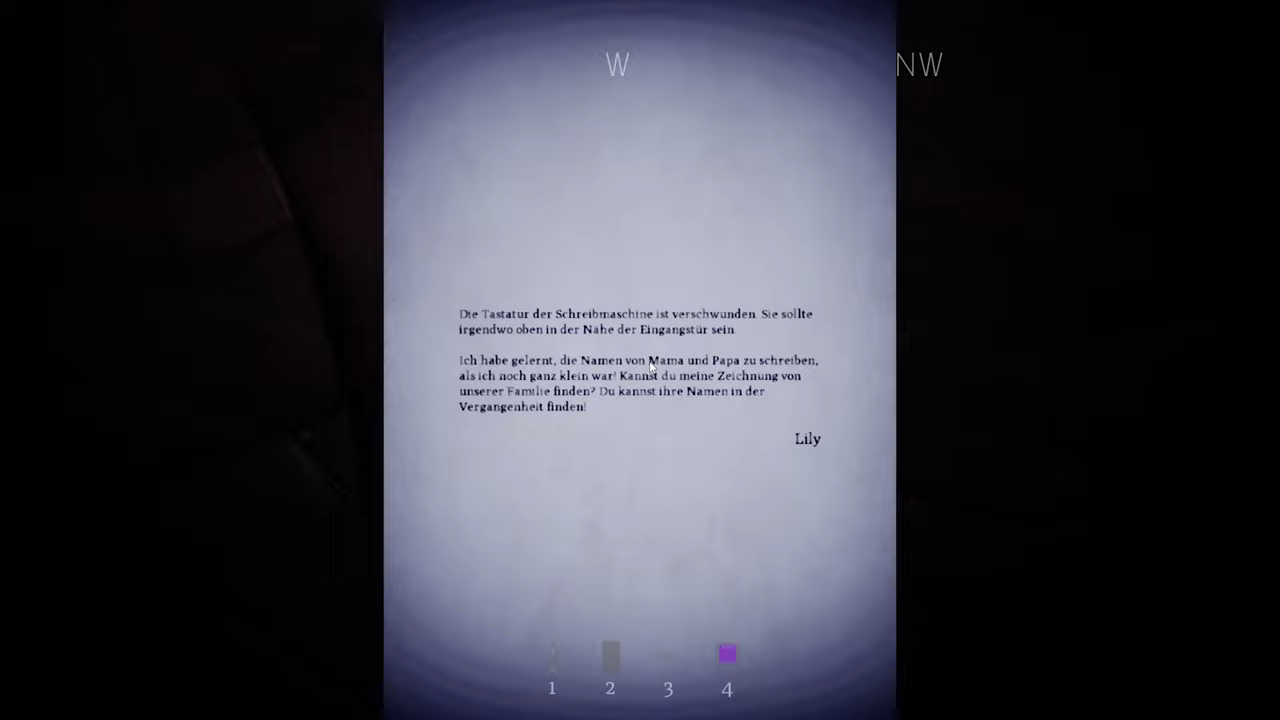 W NW
Die Tastatur der Schreibmaschine ist verschwunden. Sie sollte
irgendwo oben in der Nähe der Eingangstür sein.
Ich habe gelernt, die Namen von Mama und Papa zu schreiben,
als ich noch ganz klein war! Kannst du meine Zeichnung von
unserer Familie finden? Du kannst ihre Namen in der
Vergangenheit finden!
Lily
1 2 3 4